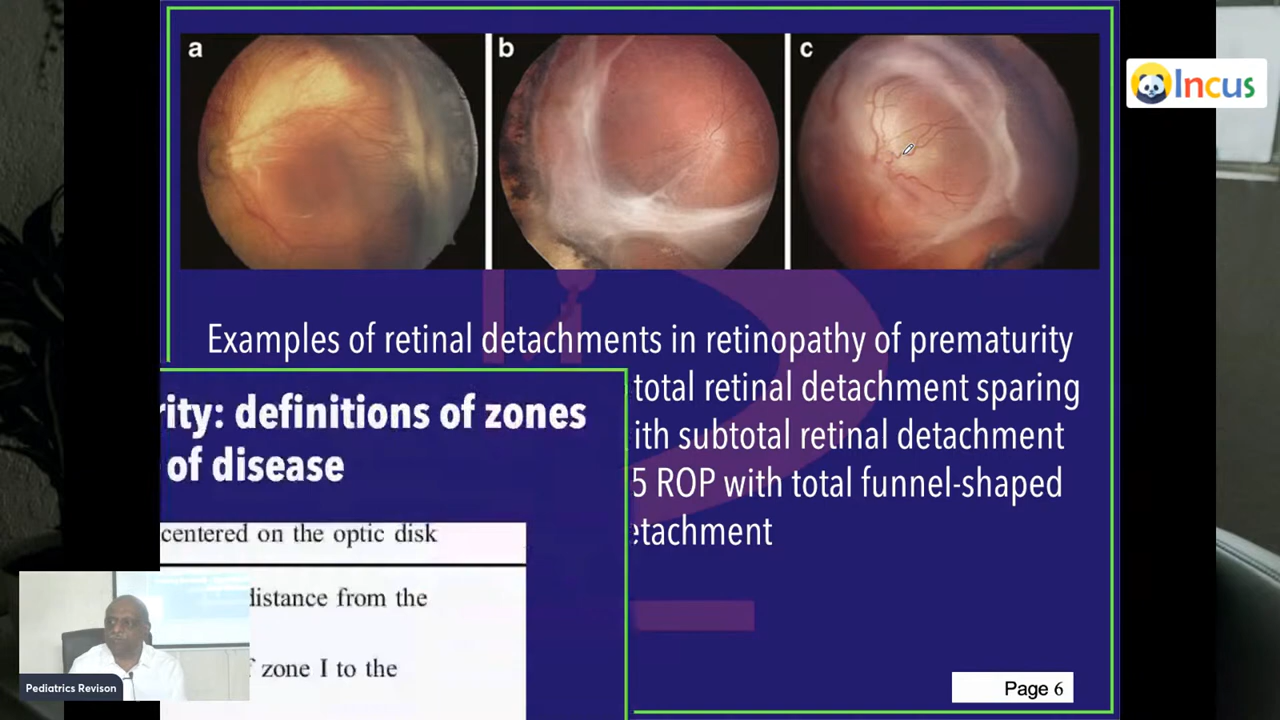 a
b
c
Incus
Examples of retinal detachments in retinopathy of prematurity
total retinal detachment sparing
ith subtotal retinal detachment
5 ROP with total funnel-shaped
etachment
rity: definitions of zones
of disease
centered on the optic disk
distance from the
f zone I to the
Pediatrics Revison
Page 6